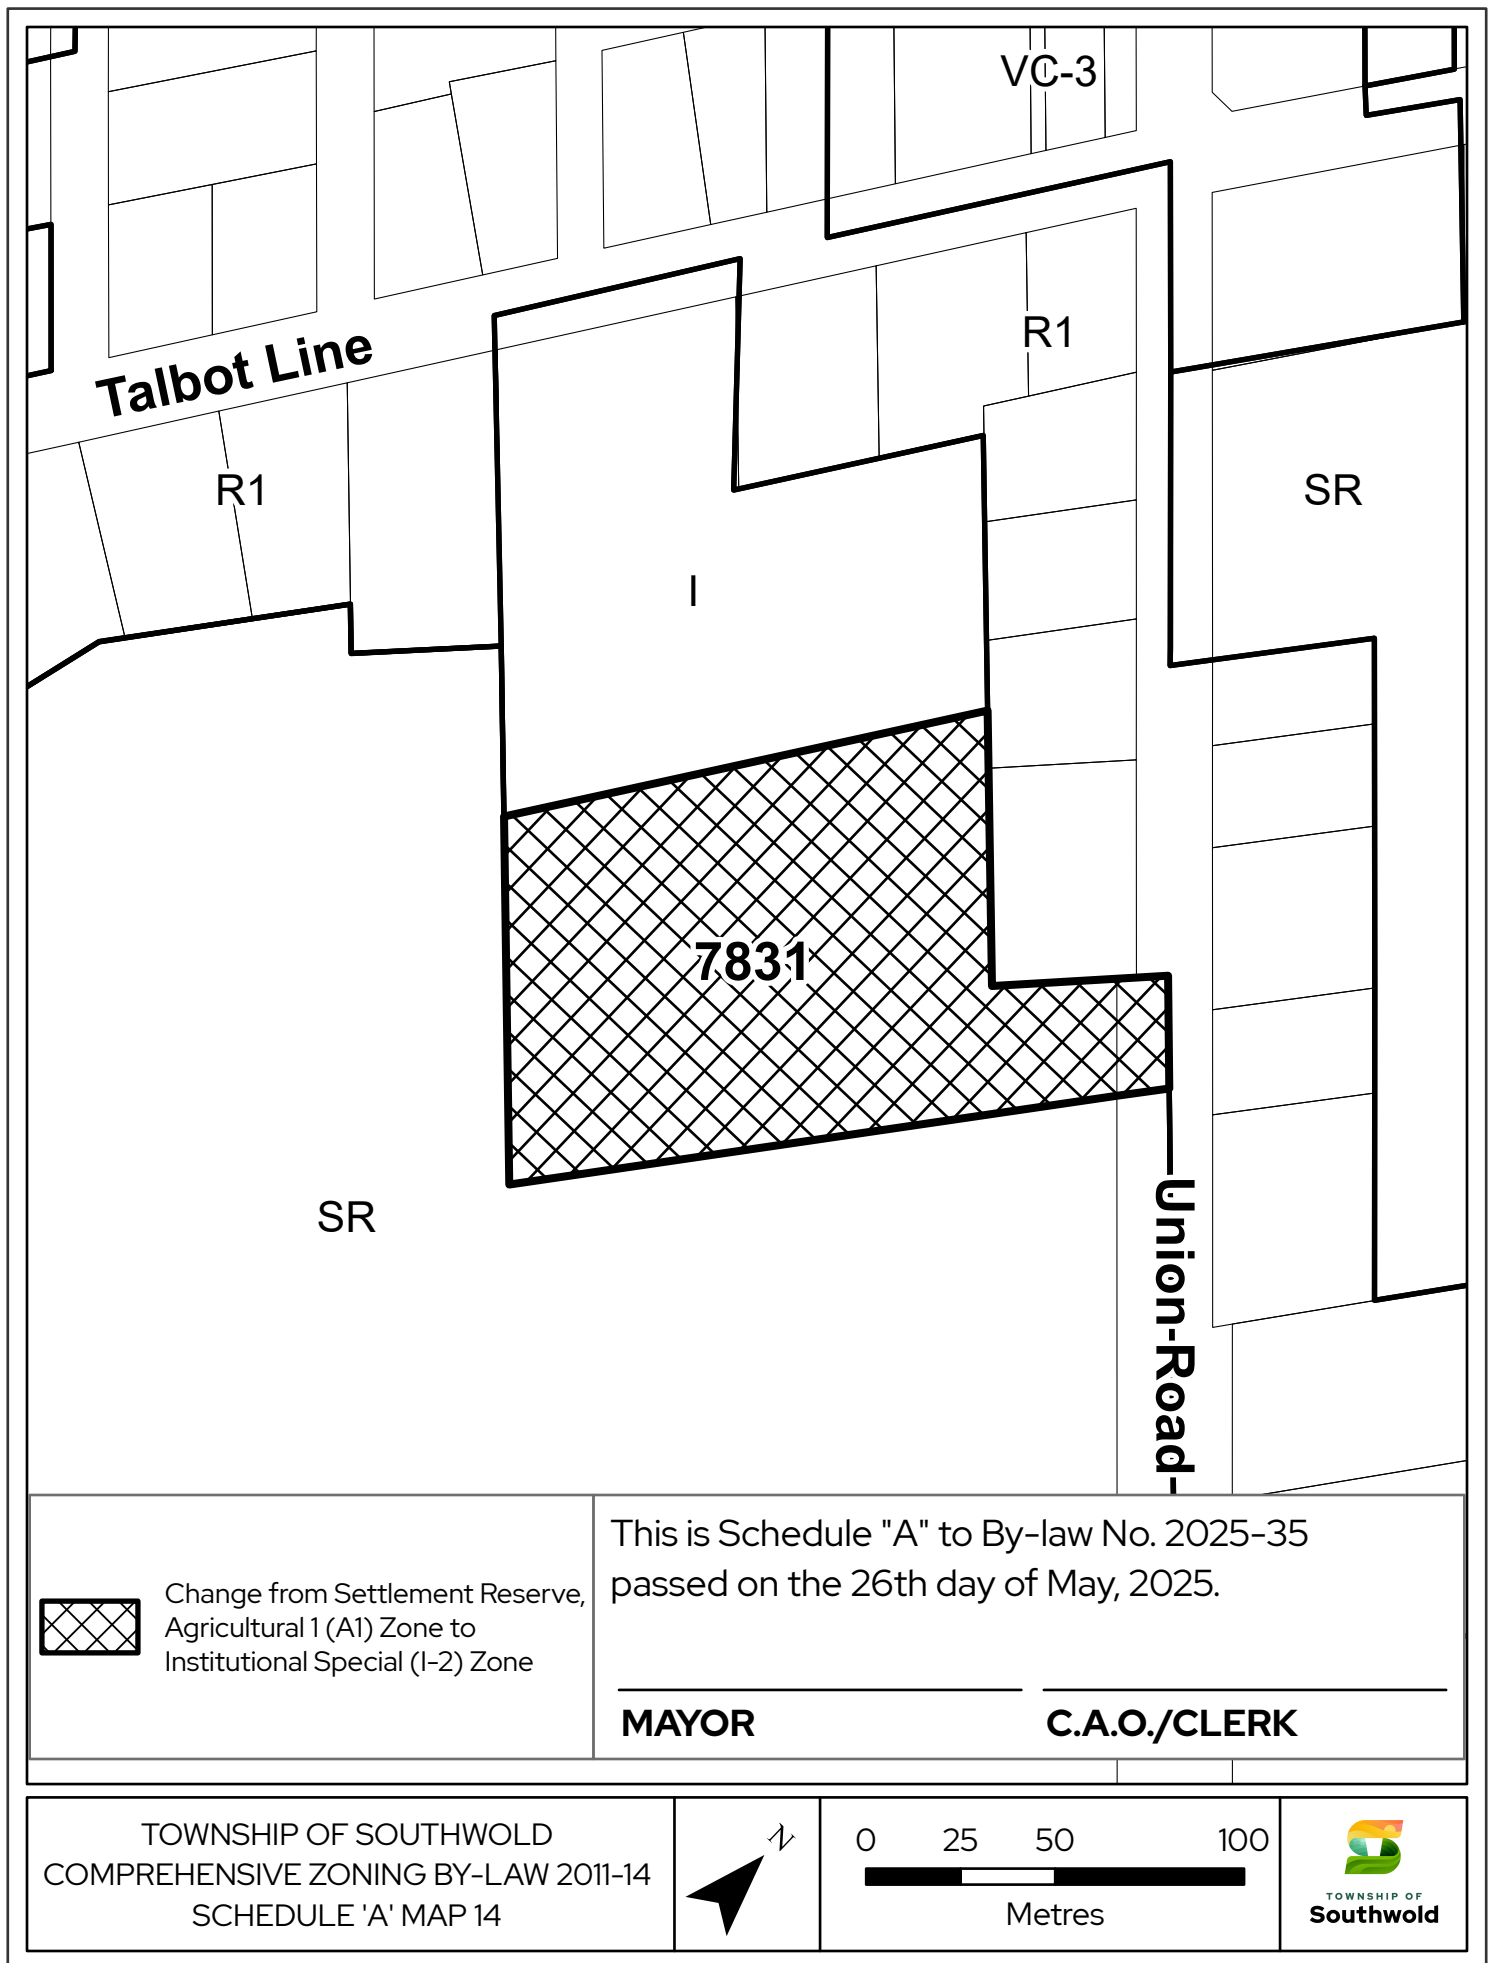 VC-3
R1
Talbot Line
R1
SR
I
7831
SR
Union Road
Change from Settlement Reserve,
Agricultural 1 (A1) Zone to
Institutional Special (I-2) Zone
This is Schedule "A" to By-law No. 2025-35
passed on the 26th day of May, 2025.
MAYOR
C.A.O./CLERK
TOWNSHIP OF SOUTHWOLD
COMPREHENSIVE ZONING BY-LAW 2011-14
SCHEDULE 'A' MAP 14
N
0 25 50 100
Metres
TOWNSHIP OF
Southwold